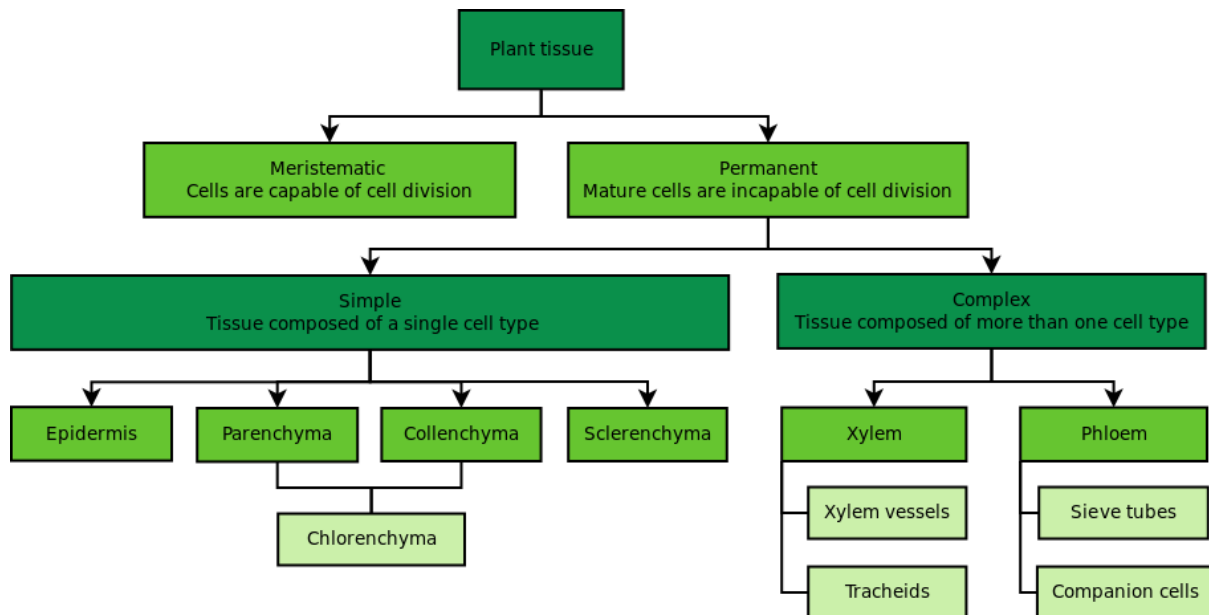 Plant tissue
Meristematic
Cells are capable of cell division
Permanent
Mature cells are incapable of cell division
Simple
Tissue composed of a single cell type
Complex
Tissue composed of more than one cell type
Epidermis
Parenchyma
Collenchyma
Sclerenchyma
Xylem
Phloem
Chlorenchyma
Xylem vessels
Sieve tubes
Tracheids
Companion cells